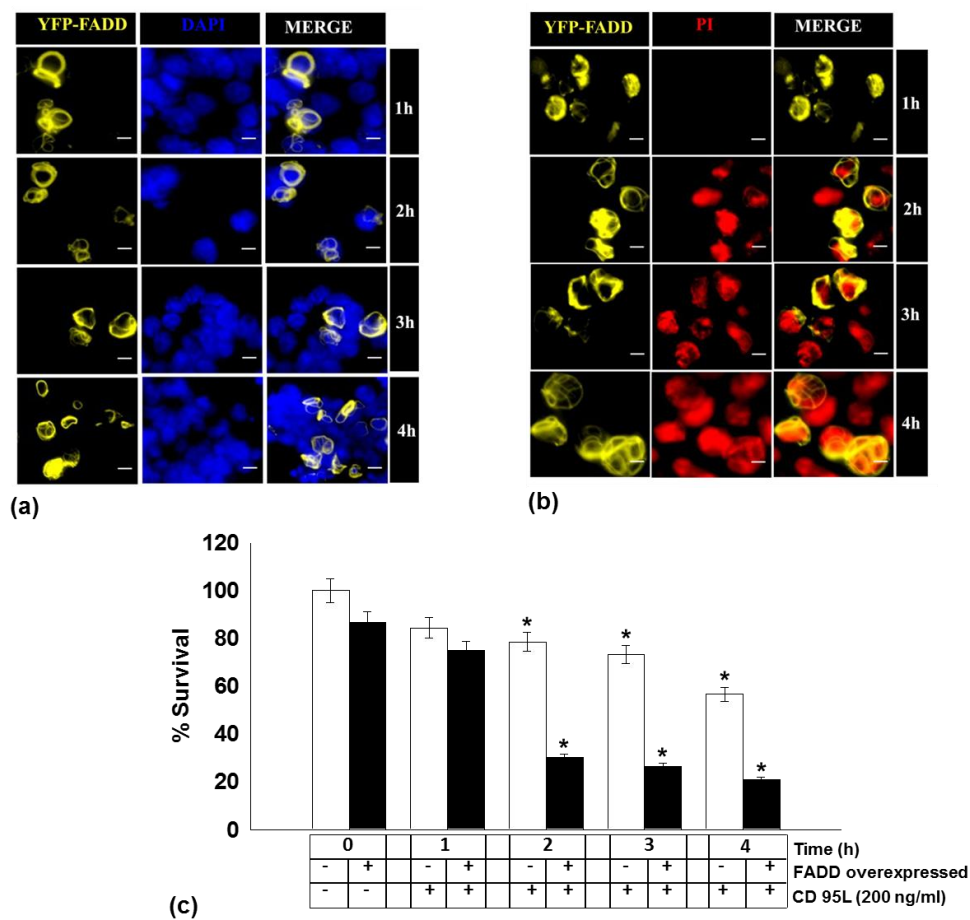 YFP-FADD DAPI MERGE
1h
2h
3h
4h
(a)
YFP-FADD PI MERGE
1h
2h
3h
4h
(b)
% Survival
120
100
80
60
40
20
0
* * *
* * *
0 1 2 3 4 Time (h)
- + - + - + - + - + FADD overexpressed
- - + + + + + + + + CD 95L (200 ng/ml)
(c)